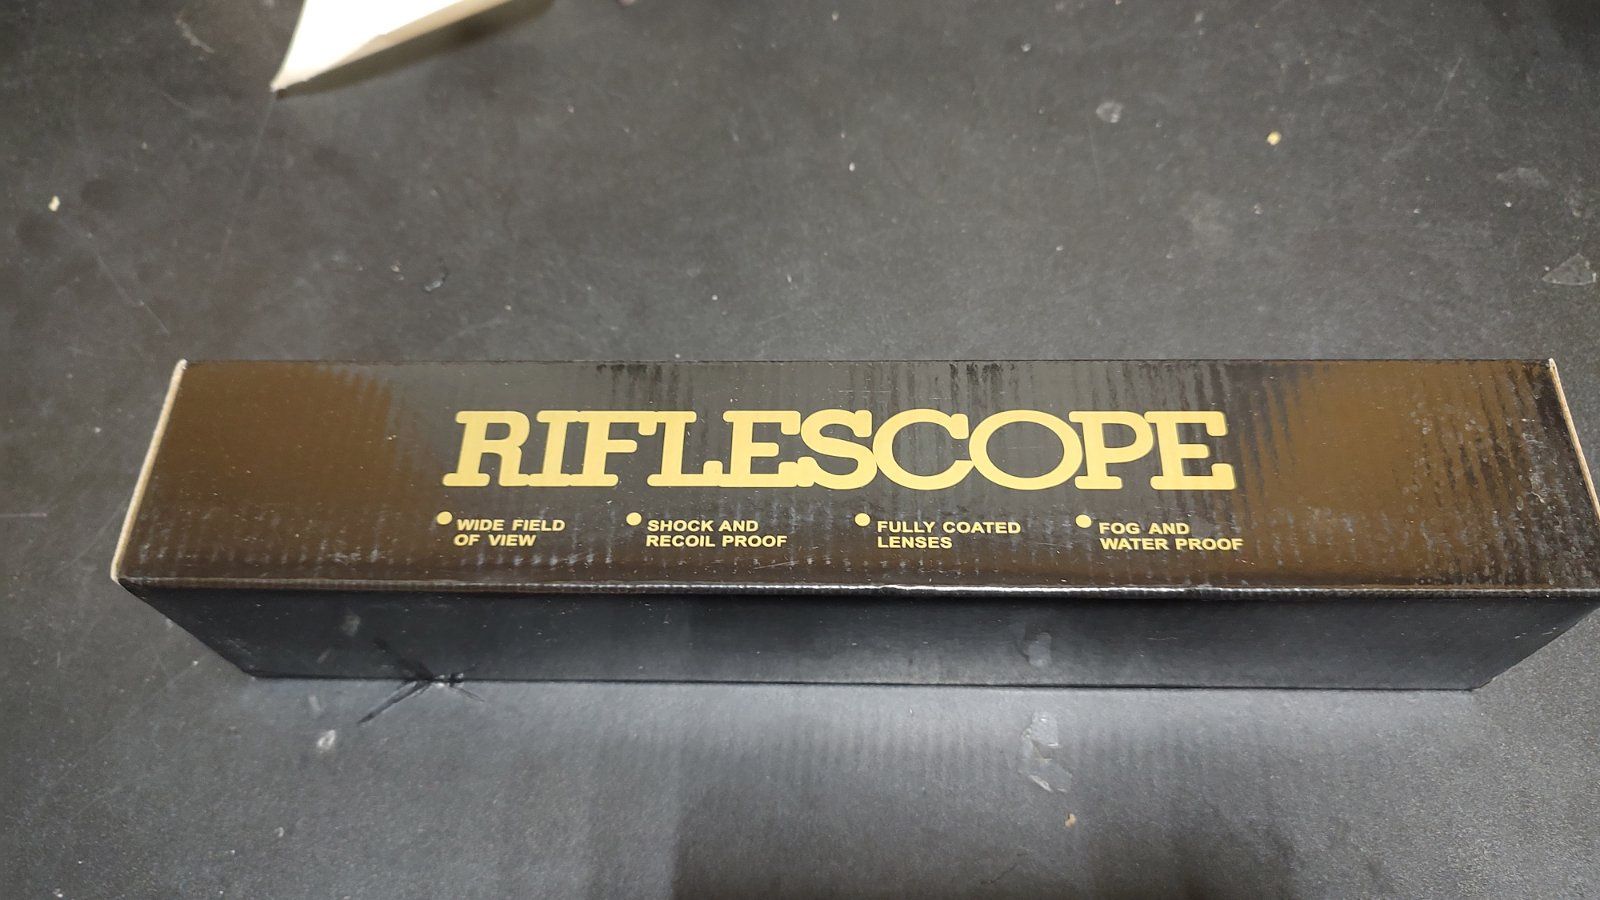 RIFLESCOPE
WIDE FIELD
OF VIEW
SHOCK AND
RECOIL PROOF
FULLY COATED
LENSES
FOG AND
WATER PROOF